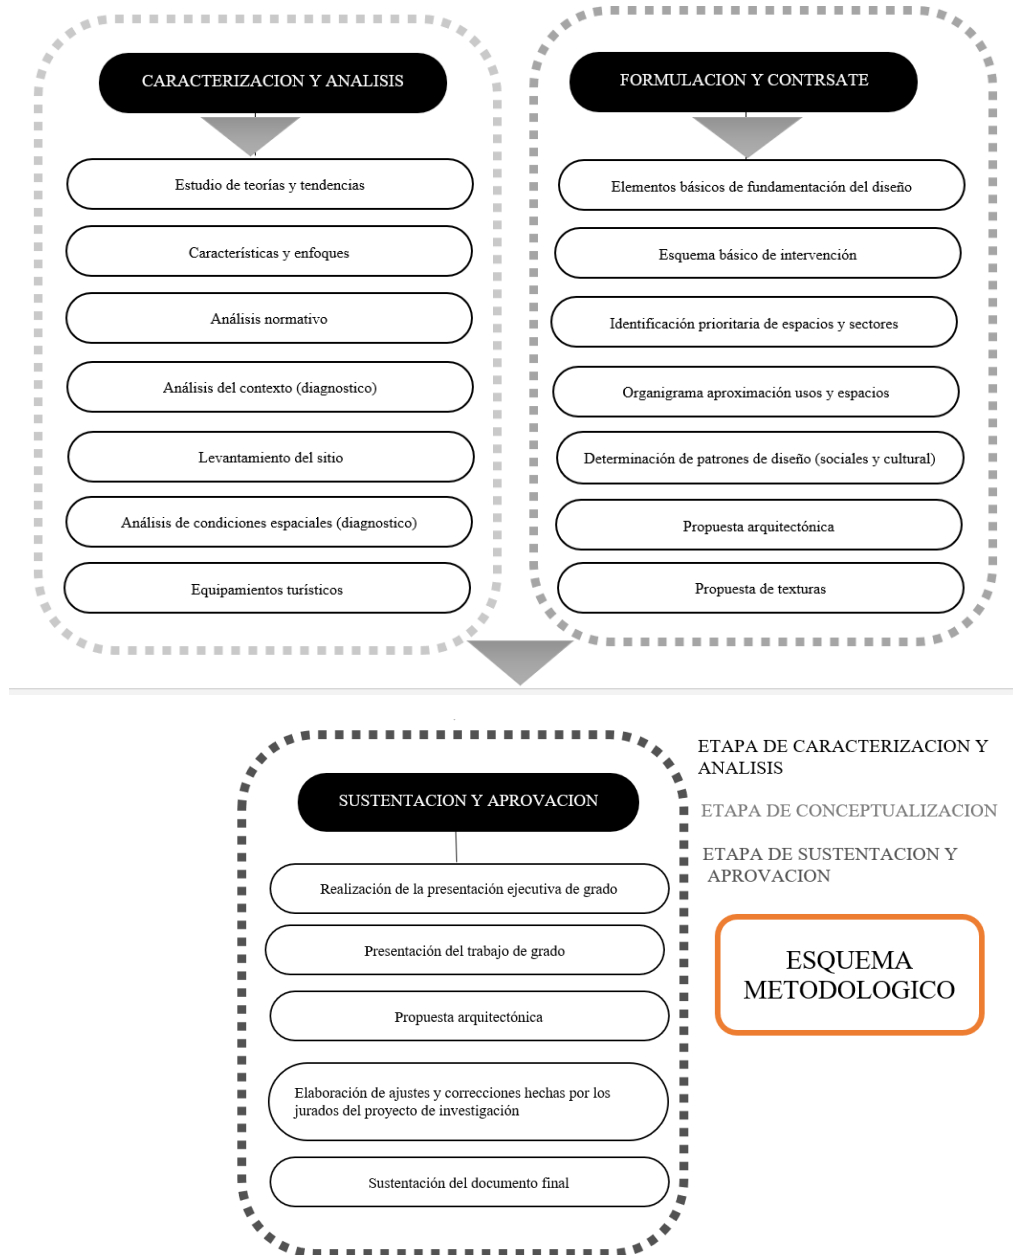 CARACTERIZACION Y ANALISIS
Estudio de teorías y tendencias
Características y enfoques
Análisis normativo
Análisis del contexto (diagnostico)
Levantamiento del sitio
Análisis de condiciones espaciales (diagnostico)
Equipamientos turísticos
FORMULACION Y CONTRSATE
Elementos básicos de fundamentación del diseño
Esquema básico de intervención
Identificación prioritaria de espacios y sectores
Organigrama aproximación usos y espacios
Determinación de patrones de diseño (sociales y cultural)
Propuesta arquitectónica
Propuesta de texturas
SUSTENTACION Y APROVACION
Realización de la presentación ejecutiva de grado
Presentación del trabajo de grado
Propuesta arquitectónica
Elaboración de ajustes y correcciones hechas por los
jurados del proyecto de investigación
Sustentación del documento final
ETAPA DE CARACTERIZACION Y
ANALISIS
ETAPA DE CONCEPTUALIZACION
ETAPA DE SUSTENTACION Y
APROVACION
ESQUEMA
METODOLOGICO